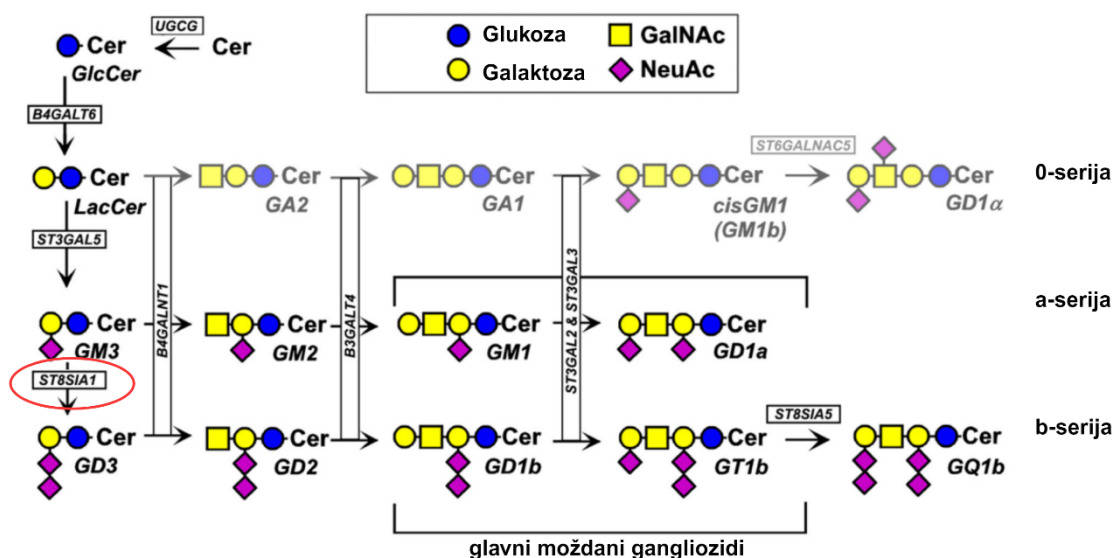 UGCG
Cer
Cer
GlcCer
Glukoza
GalNAc
Galaktoza
NeuAc
B4GALT6
Cer
LacCer
Cer
GA2
Cer
GA1
Cer
cisGM1
(GM1b)
ST6GALNAC5
Cer
GD1α
0-serija
ST3GAL5
B4GALNT1
B3GALT4
ST3GAL2 & ST3GAL3
Cer
GM3
Cer
GM2
Cer
GM1
Cer
GD1a
a-serija
ST8SIA1
Cer
GD3
Cer
GD2
Cer
GD1b
Cer
GT1b
ST8SIA5
Cer
GQ1b
b-serija
glavni moždani gangliozidi